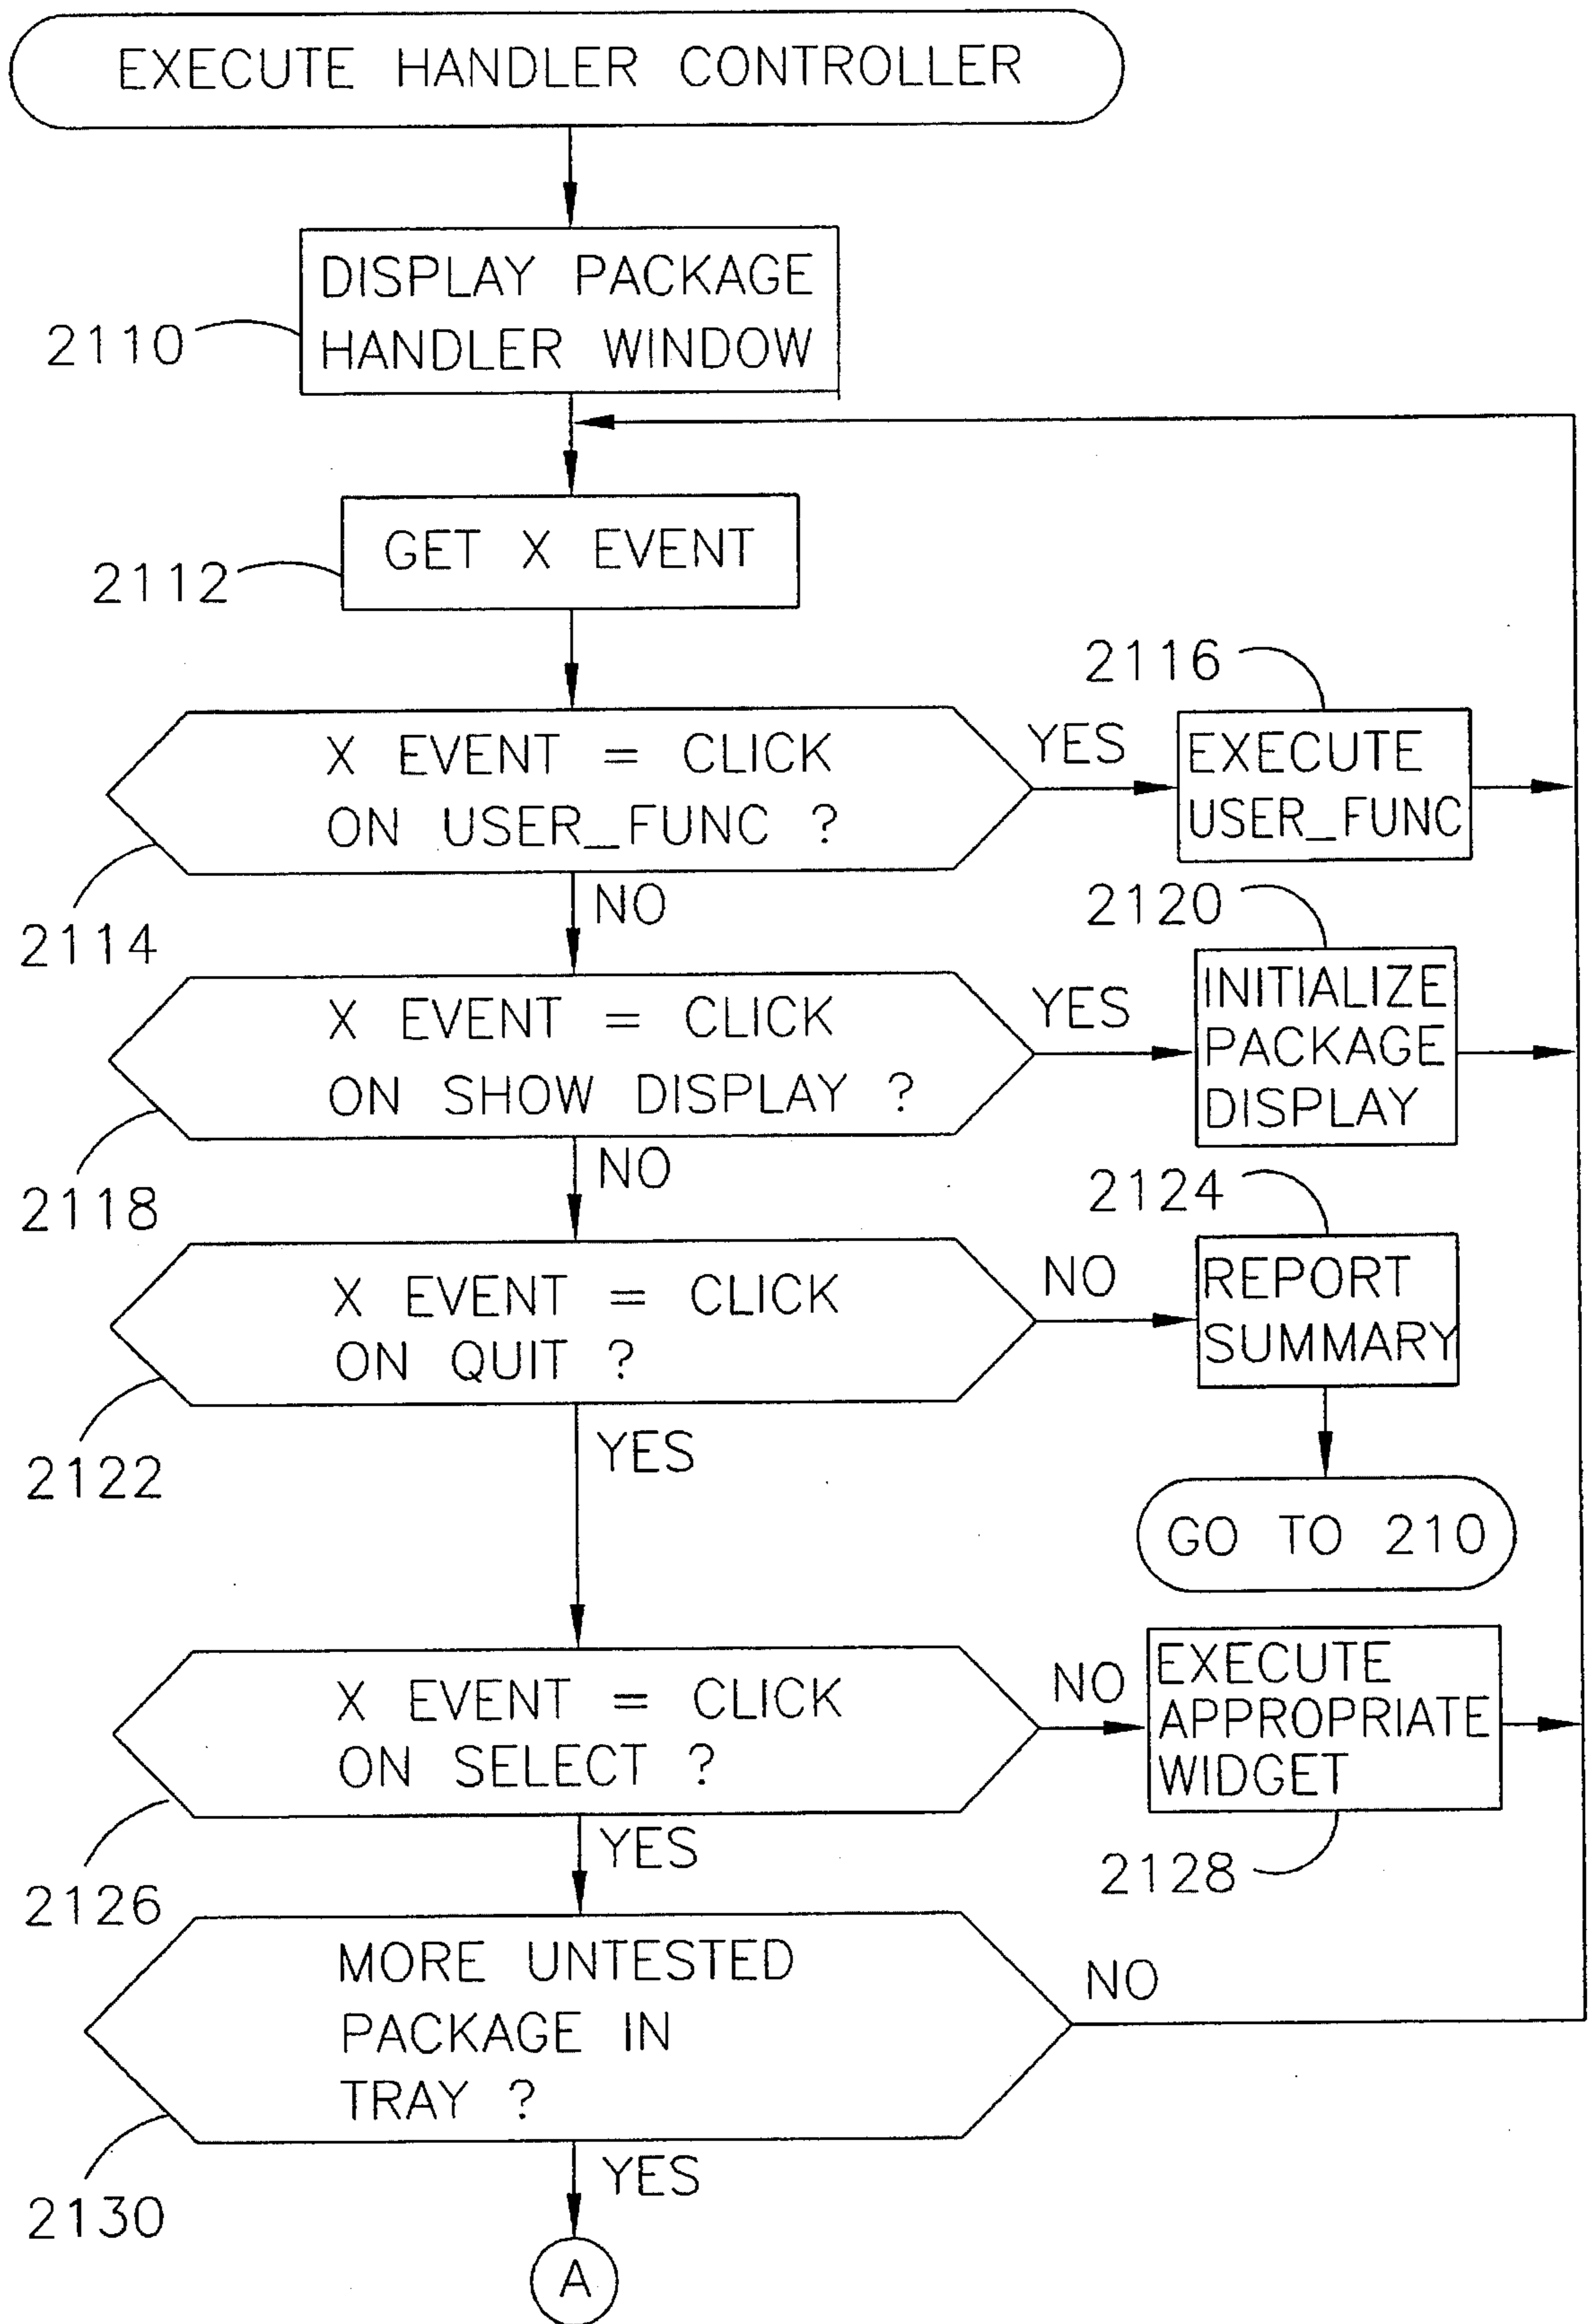 EXECUTE HANDLER CONTROLLER
DISPLAY PACKAGE
HANDLER WINDOW
2110
GET X EVENT
2112
X EVENT = CLICK
ON USER_FUNC ?
2114
YES
2116
EXECUTE
USER_FUNC
NO
X EVENT = CLICK
ON SHOW DISPLAY ?
2118
YES
2120
INITIALIZE
PACKAGE
DISPLAY
NO
X EVENT = CLICK
ON QUIT ?
2122
NO
2124
REPORT
SUMMARY
GO TO 210
YES
X EVENT = CLICK
ON SELECT ?
2126
NO
EXECUTE
APPROPRIATE
WIDGET
2128
YES
MORE UNTESTED
PACKAGE IN
TRAY ?
2130
NO
YES
A